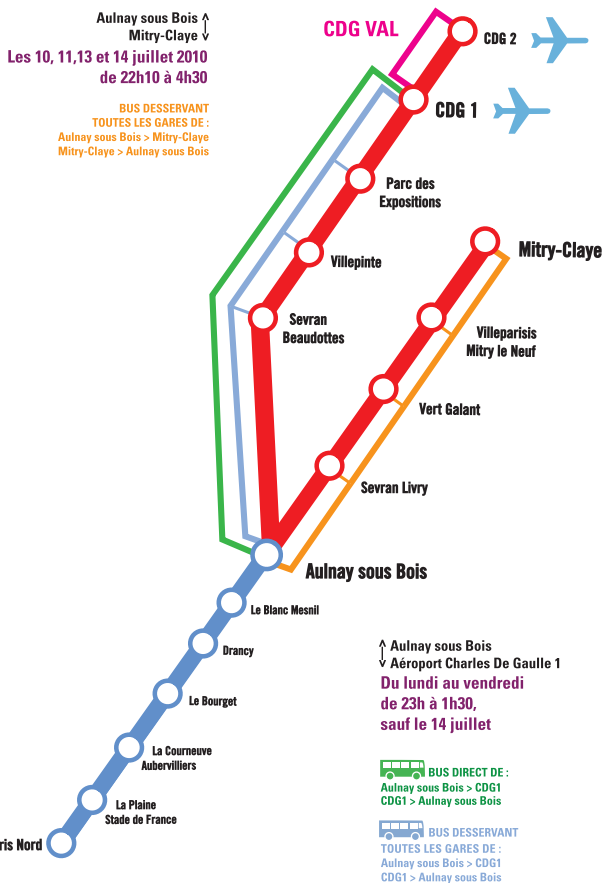 Aulnay sous Bois
Mitry-Claye
Les 10, 11,13 et 14 juillet 2010
de 22h10 à 4h30
BUS DESSERVANT
TOUTES LES GARES DE :
Aulnay sous Bois > Mitry-Claye
Mitry-Claye > Aulnay sous Bois
CDG VAL
CDG 2
CDG 1
Parc des
Expositions
Villepinte
Sevran
Beaudottes
Mitry-Claye
Villeparisis
Mitry le Neuf
Vert Galant
Sevran Livry
Aulnay sous Bois
Le Blanc Mesnil
Drancy
Le Bourget
La Courneuve
Aubervilliers
La Plaine
Stade de France
ris Nord
Aulnay sous Bois
Aéroport Charles De Gaulle 1
Du lundi au vendredi
de 23h à 1h30,
sauf le 14 juillet
BUS DIRECT DE :
Aulnay sous Bois > CDG1
CDG1 > Aulnay sous Bois
BUS DESSERVANT
TOUTES LES GARES DE :
Aulnay sous Bois > CDG1
CDG1 > Aulnay sous Bois